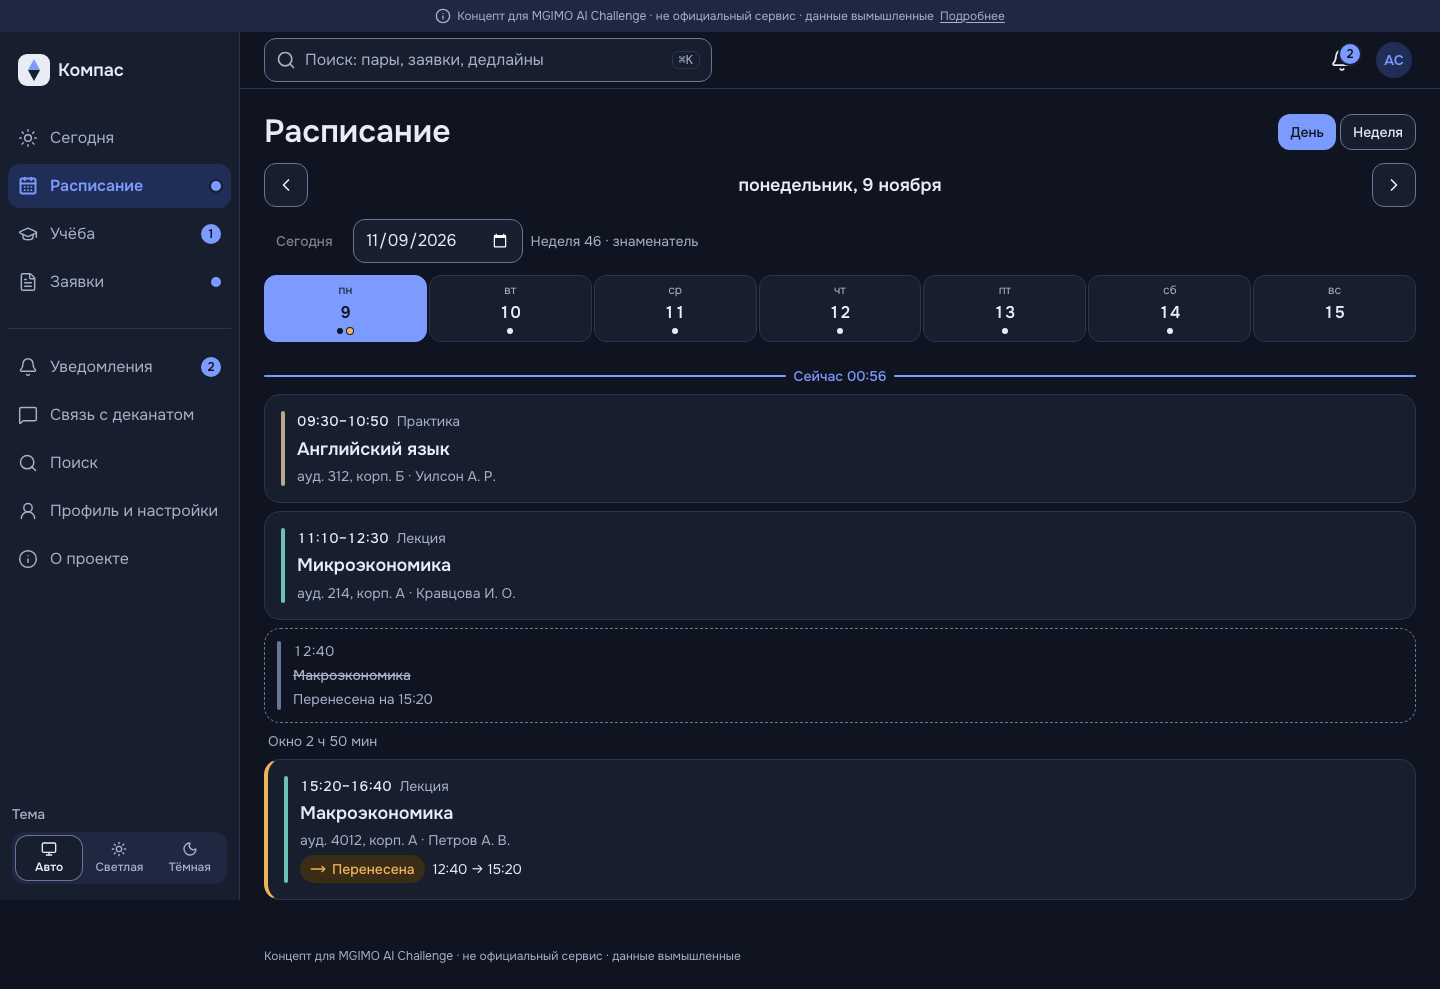 Концепт для MGIMO AI Challenge · не официальный сервис · данные вымышленные Подробнее
Компас
Поиск: пары, заявки, дедлайны ⌘K
2
АС
Сегодня
Расписание
Учёба 1
Заявки
Уведомления 2
Связь с деканатом
Поиск
Профиль и настройки
О проекте
Тема
Авто Светлая Тёмная
Расписание
День Неделя
понедельник, 9 ноября
Сегодня 11/09/2026 Неделя 46 · знаменатель
пн вт ср чт пт сб вс
9 10 11 12 13 14 15
Сейчас 00:56
09:30–10:50 Практика
Английский язык
ауд. 312, корп. Б · Уилсон А. Р.
11:10–12:30 Лекция
Микроэкономика
ауд. 214, корп. А · Кравцова И. О.
12:40
Макроэкономика
Перенесена на 15:20
Окно 2 ч 50 мин
15:20–16:40 Лекция
Макроэкономика
ауд. 4012, корп. А · Петров А. В.
→ Перенесена 12:40 → 15:20
Концепт для MGIMO AI Challenge · не официальный сервис · данные вымышленные